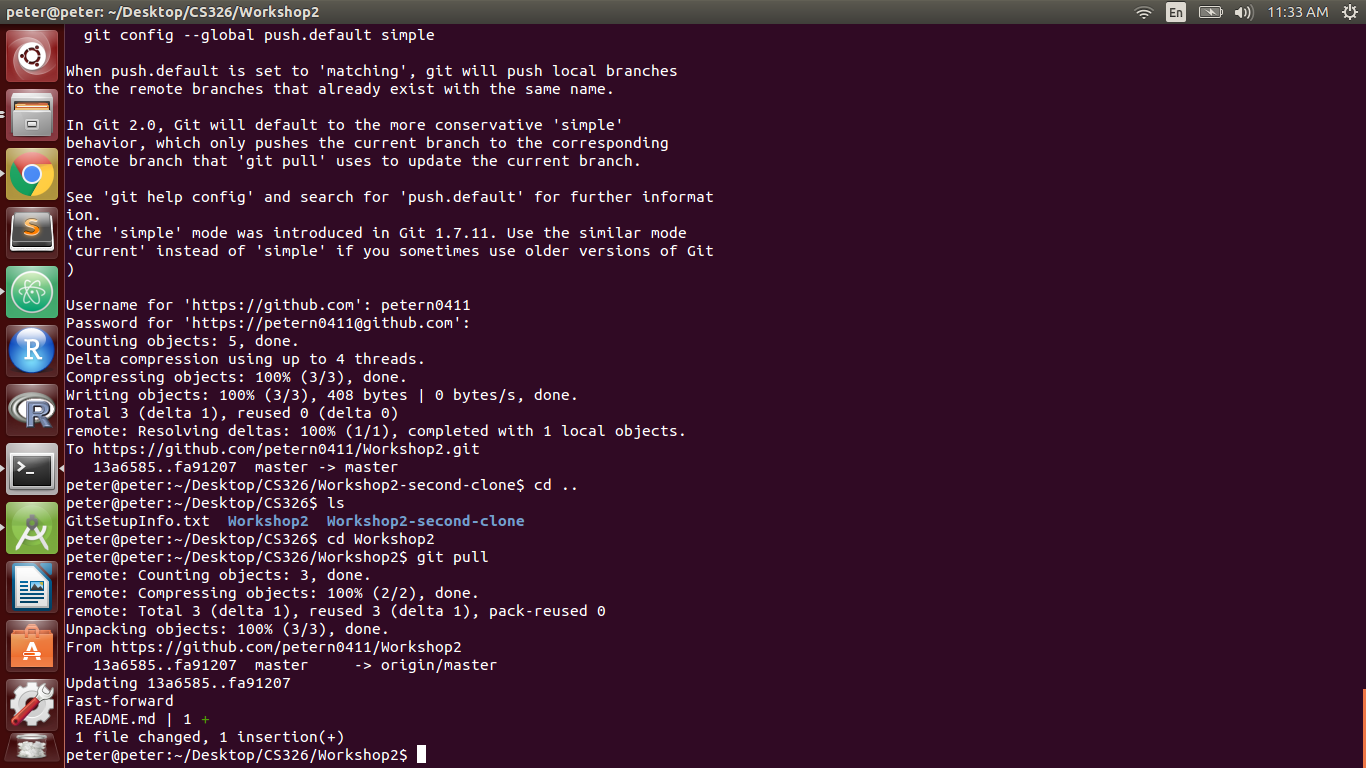 peter@peter: ~/Desktop/CS326/Workshop2
En
11:33 AM
  git config --global push.default simple
When push.default is set to 'matching', git will push local branches
to the remote branches that already exist with the same name.
In Git 2.0, Git will default to the more conservative 'simple'
behavior, which only pushes the current branch to the corresponding
remote branch that 'git pull' uses to update the current branch.
See 'git help config' and search for 'push.default' for further informat
ion.
(the 'simple' mode was introduced in Git 1.7.11. Use the similar mode
'current' instead of 'simple' if you sometimes use older versions of Git
)
Username for 'https://github.com': petern0411
Password for 'https://petern0411@github.com':
Counting objects: 5, done.
Delta compression using up to 4 threads.
Compressing objects: 100% (3/3), done.
Writing objects: 100% (3/3), 408 bytes | 0 bytes/s, done.
Total 3 (delta 1), reused 0 (delta 0)
remote: Resolving deltas: 100% (1/1), completed with 1 local objects.
To https://github.com/petern0411/Workshop2.git
   13a6585..fa91207  master -> master
peter@peter:~/Desktop/CS326/Workshop2-second-clone$ cd ..
peter@peter:~/Desktop/CS326$ ls
GitSetupInfo.txt  Workshop2  Workshop2-second-clone
peter@peter:~/Desktop/CS326$ cd Workshop2
peter@peter:~/Desktop/CS326/Workshop2$ git pull
remote: Counting objects: 3, done.
remote: Compressing objects: 100% (2/2), done.
remote: Total 3 (delta 1), reused 3 (delta 1), pack-reused 0
Unpacking objects: 100% (3/3), done.
From https://github.com/petern0411/Workshop2
   13a6585..fa91207  master     -> origin/master
Updating 13a6585..fa91207
Fast-forward
 README.md | 1 +
 1 file changed, 1 insertion(+)
peter@peter:~/Desktop/CS326/Workshop2$
S
R
R
>_
A